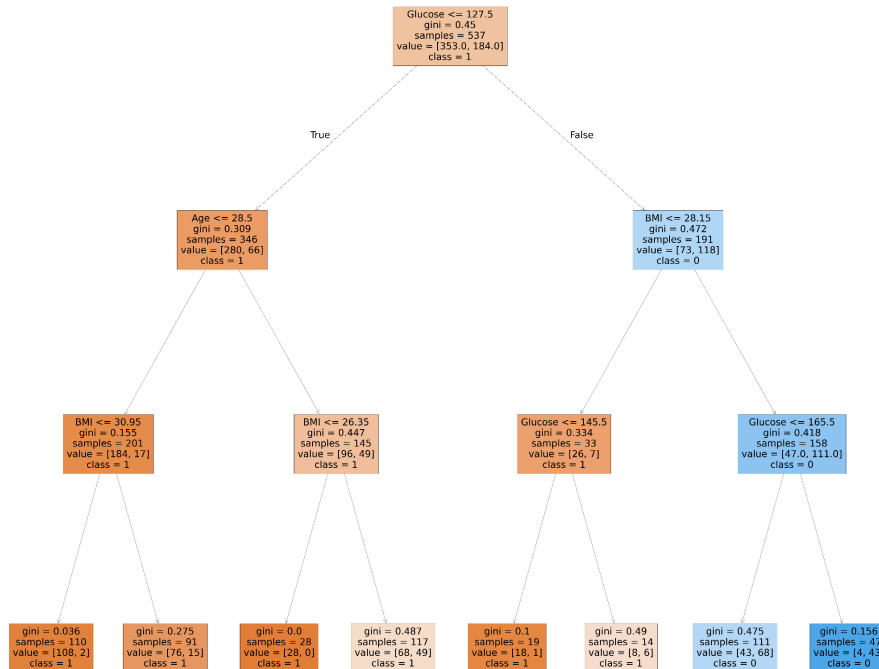 Glucose <= 127.5
gini = 0.45
samples = 537
value = [353.0, 184.0]
class = 1
True
False
Age <= 28.5
gini = 0.309
samples = 346
value = [280, 66]
class = 1
BMI <= 28.15
gini = 0.472
samples = 191
value = [73, 118]
class = 0
BMI <= 30.95
gini = 0.155
samples = 201
value = [184, 17]
class = 1
BMI <= 26.35
gini = 0.447
samples = 145
value = [96, 49]
class = 1
Glucose <= 145.5
gini = 0.334
samples = 33
value = [26, 7]
class = 1
Glucose <= 165.5
gini = 0.418
samples = 158
value = [47.0, 111.0]
class = 0
gini = 0.036
samples = 110
value = [108, 2]
class = 1
gini = 0.275
samples = 91
value = [76, 15]
class = 1
gini = 0.0
samples = 28
value = [28, 0]
class = 1
gini = 0.487
samples = 117
value = [68, 49]
class = 1
gini = 0.1
samples = 19
value = [18, 1]
class = 1
gini = 0.49
samples = 14
value = [8, 6]
class = 1
gini = 0.475
samples = 111
value = [43, 68]
class = 0
gini = 0.156
samples = 47
value = [4, 43
class = 0